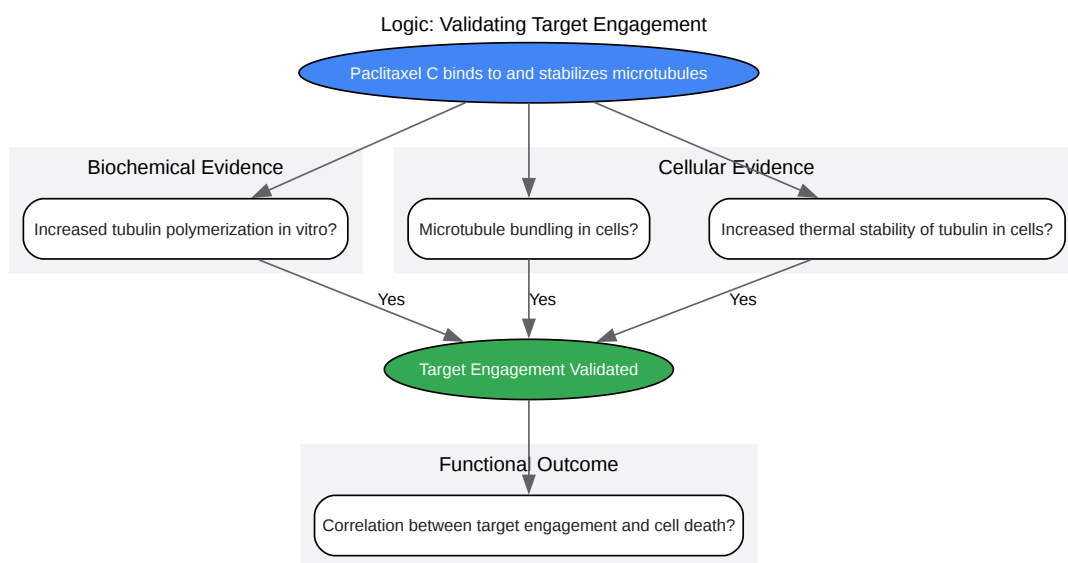 Logic: Validating Target Engagement
Paclitaxel C binds to and stabilizes microtubules
Biochemical Evidence
Cellular Evidence
Increased tubulin polymerization in vitro?
Microtubule bundling in cells?
Increased thermal stability of tubulin in cells?
Yes
Yes
Yes
Target Engagement Validated
Functional Outcome
Correlation between target engagement and cell death?